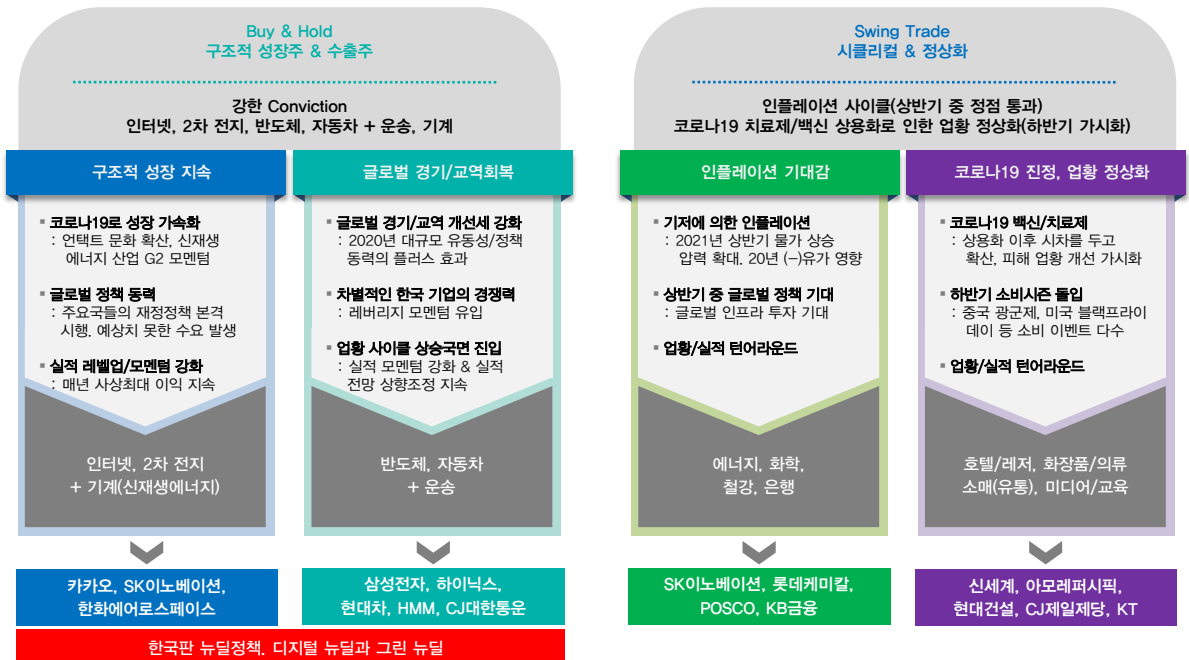 Buy & Hold
구조적 성장주 & 수출주
강한 Conviction
인터넷, 2차 전지, 반도체, 자동차 + 운송, 기계
구조적 성장 지속
▪ 코로나19로 성장 가속화
: 언택트 문화 확산, 신재생
에너지 산업 G2 모멘텀
▪ 글로벌 정책 동력
: 주요국들의 재정정책 본격
시행, 예상치 못한 수요 발생
▪ 실적 레벨업/모멘텀 강화
: 매년 사상최대 이익 지속
인터넷, 2차 전지
+ 기계(신재생에너지)
카카오, SK이노베이션,
한화에어로스페이스
글로벌 경기/교역회복
▪ 글로벌 경기/교역 개선세 강화
: 2020년 대규모 유동성/정책
동력의 플러스 효과
▪ 차별적인 한국 기업의 경쟁력
: 레버리지 모멘텀 유입
▪ 업황 사이클 상승국면 진입
: 실적 모멘텀 강화 & 실적
전망 상향조정 지속
반도체, 자동차
+ 운송
삼성전자, 하이닉스,
현대차, HMM, CJ대한통운
한국판 뉴딜정책. 디지털 뉴딜과 그린 뉴딜
Swing Trade
시클리컬 & 정상화
인플레이션 사이클(상반기 중 정점 통과)
코로나19 치료제/백신 상용화로 인한 업황 정상화(하반기 가시화)
인플레이션 기대감
▪ 기저에 의한 인플레이션
: 2021년 상반기 물가 상승
압력 확대. 20년 (-)유가 영향
▪ 상반기 중 글로벌 정책 기대
: 글로벌 인프라 투자 기대
▪ 업황/실적 턴어라운드
에너지, 화학,
철강, 은행
SK이노베이션, 롯데케미칼,
POSCO, KB금융
코로나19 진정, 업황 정상화
▪ 코로나19 백신/치료제
: 상용화 이후 시차를 두고
확산, 피해 업황 개선 가시화
▪ 하반기 소비시즌 돌입
: 중국 광군제, 미국 블랙프라이
데이 등 소비 이벤트 다수
▪ 업황/실적 턴어라운드
호텔/레저, 화장품/의류
소매(유통), 미디어/교육
신세계, 아모레퍼시픽,
현대건설, CJ제일제당, KT